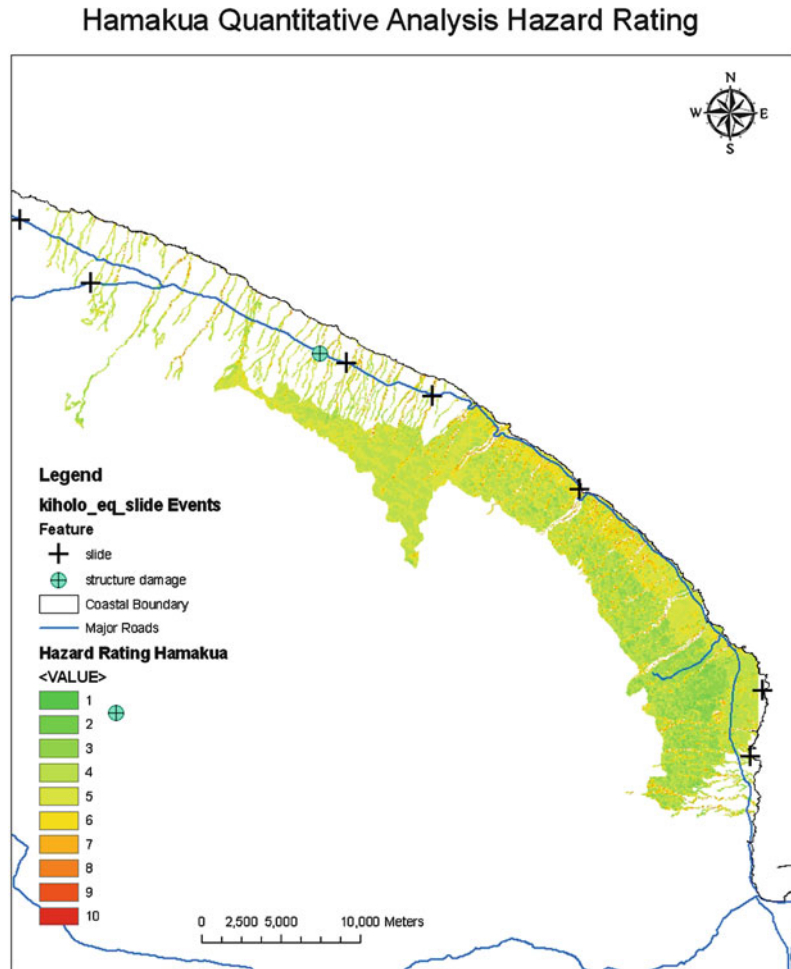 Hamakua Quantitative Analysis Hazard Rating
N
W E
S
Legend
kiholo_eq_slide Events
Feature
slide
structure damage
Coastal Boundary
Major Roads
Hazard Rating Hamakua
<VALUE>
1
2
3
4
5
6
7
8
9
10
0 2,500 5,000 10,000 Meters